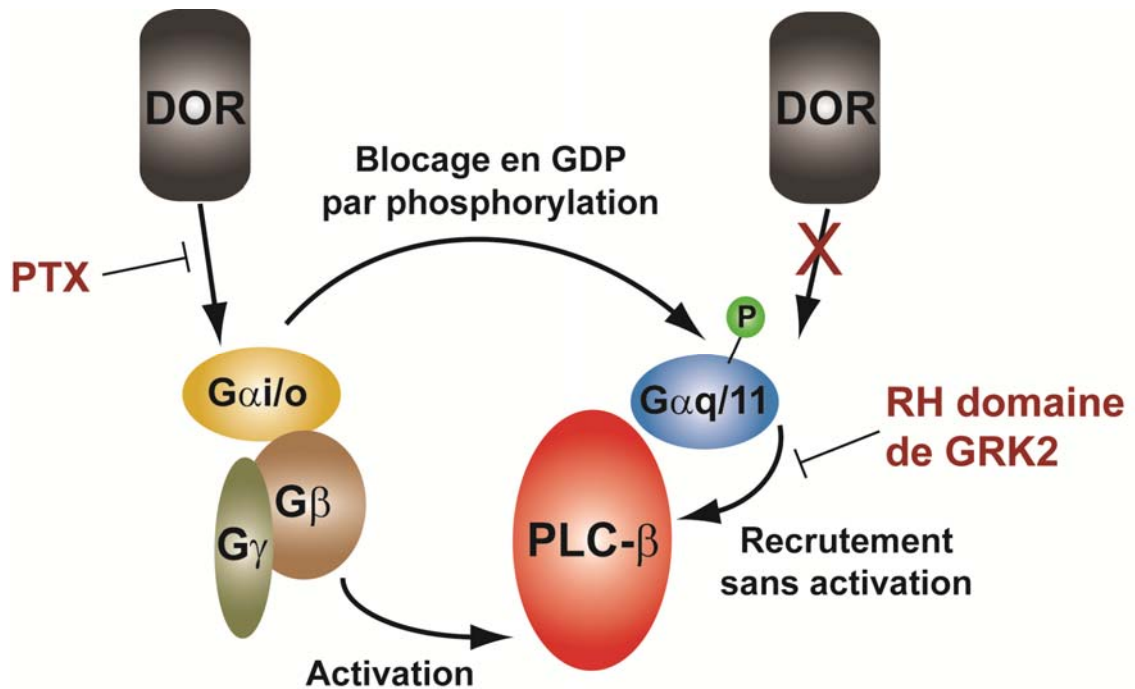 DOR
DOR
Blocage en GDP
par phosphorylation
PTX
X
P
Gαi/o
Gαq/11
RH domaine
de GRK2
Gβ
Gγ
PLC-β
Recrutement
sans activation
Activation